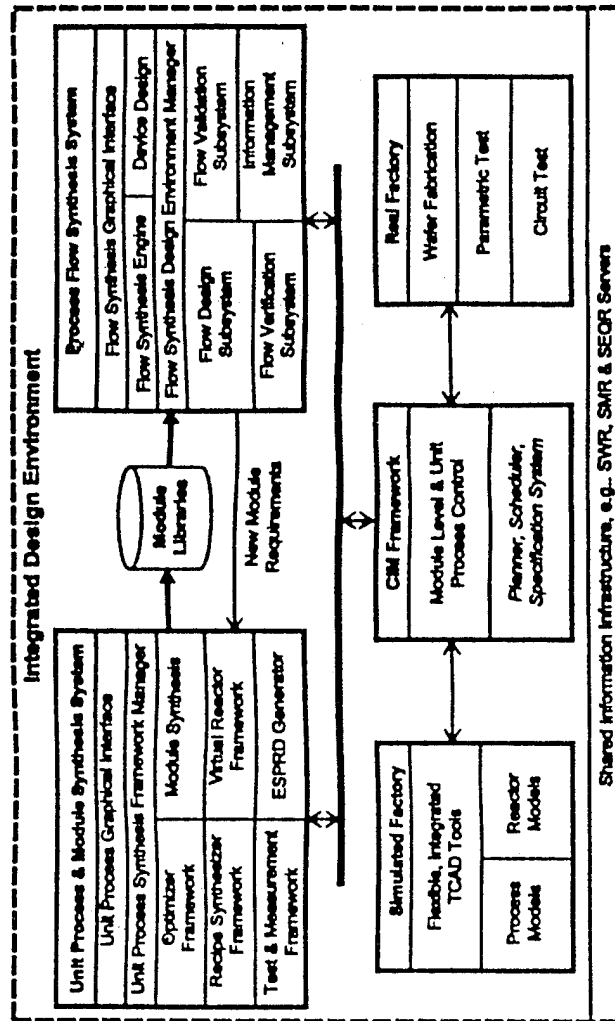 Integrated Design Environment
Unit Process & Module Synthesis System
Unit Process Graphical Interface
Unit Process Synthesis Framework Manager
Optimizer
Framework
Module Synthesis
Recipe Synthesizer
Framework
Virtual Reactor
Framework
Test & Measurement
Framework
ESPRD Generator
Module
Libraries
New Module
Requirements
Process Flow Synthesis System
Flow Synthesis Graphical Interface
Flow Synthesis Engine
Device Design
Flow Synthesis Design Environment Manager
Flow Design
Subsystem
Flow Validation
Subsystem
Flow Verification
Subsystem
Information
Management
Subsystem
Simulated Factory
Flexible, Integrated
TCAD Tools
Process
Models
Reactor
Models
CIM Framework
Module Level & Unit
Process Control
Planner, Scheduler,
Specification System
Real Factory
Wafer Fabrication
Parametric Test
Circuit Test
Shared Information Infrastructure, e.g., SWR, SMR & SEQR Servers